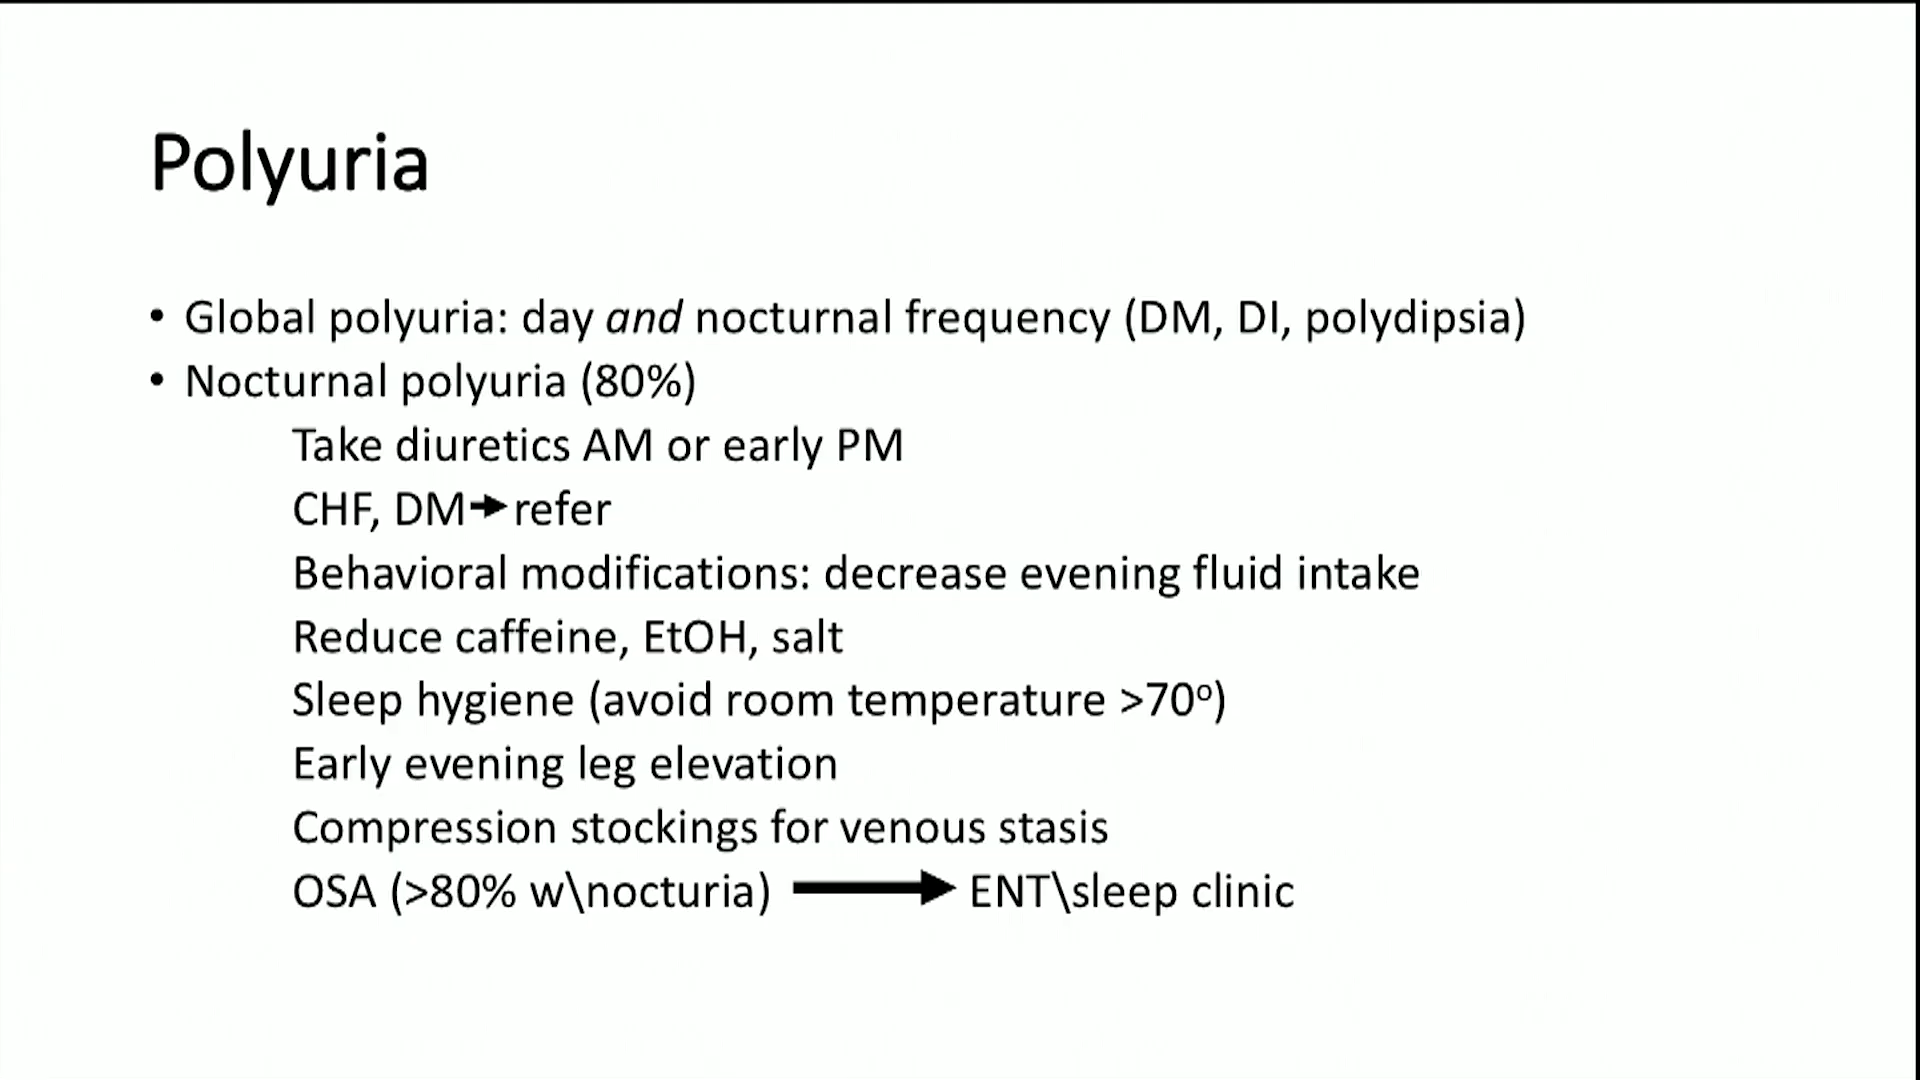 Polyuria
• Global polyuria: day and nocturnal frequency (DM, DI, polydipsia)
• Nocturnal polyuria (80%)
Take diuretics AM or early PM
CHF, DM→refer
Behavioral modifications: decrease evening fluid intake
Reduce caffeine, EtOH, salt
Sleep hygiene (avoid room temperature >70º)
Early evening leg elevation
Compression stockings for venous stasis
OSA (>80% w\nocturia) → ENT\sleep clinic